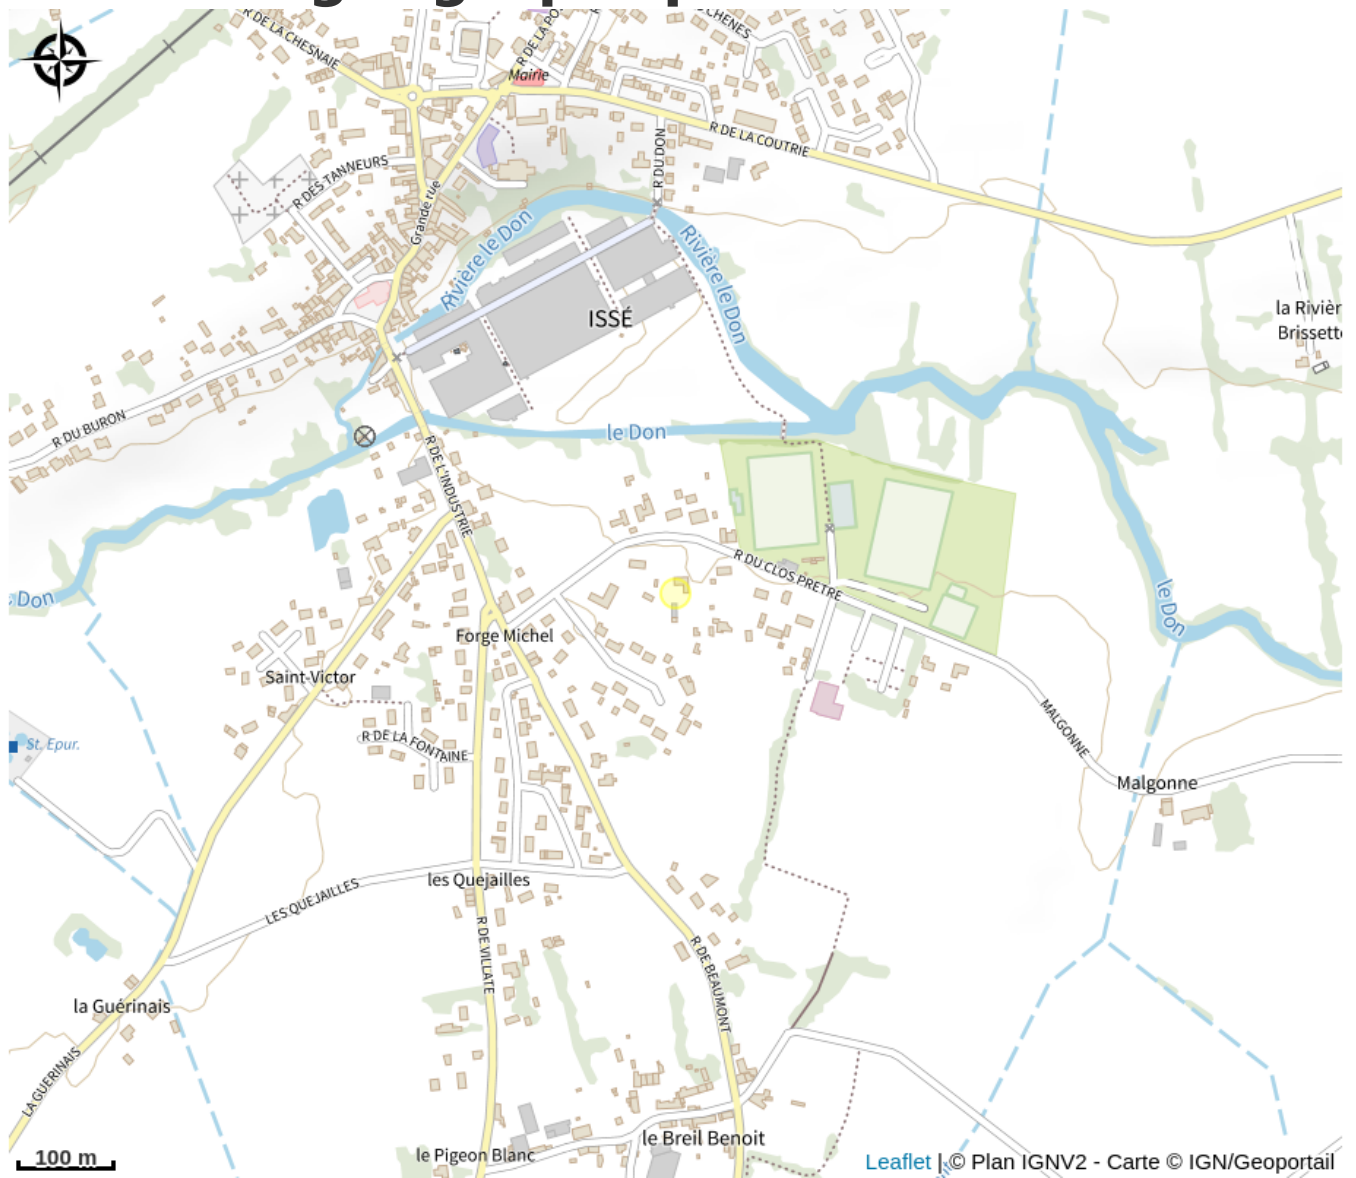 R DE LA CHESNAIE
CHENES
Mairie
R DE LA COUTRIE
R DU DON
R DES TANNEURS
Grande rue
Rivière le Don
Rivière le Don
ISSÉ
la Rivièr
Brissett
R DU BURON
le Don
R DE L'INDUSTRIE
R DU CLOS PRETRE
Don
le Don
Forge Michel
Saint-Victor
R DE LA FONTAINE
St. Epur.
MALGONNE
Malgonne
les Quejailles
LES QUEJAILLES
R DE VILLATE
R DE BEAUMONT
la Guérinais
LA GUERINAIS
le Breil Benoit
le Pigeon Blanc
100 m
Leaflet | © Plan IGNV2 - Carte © IGN/Geoportail